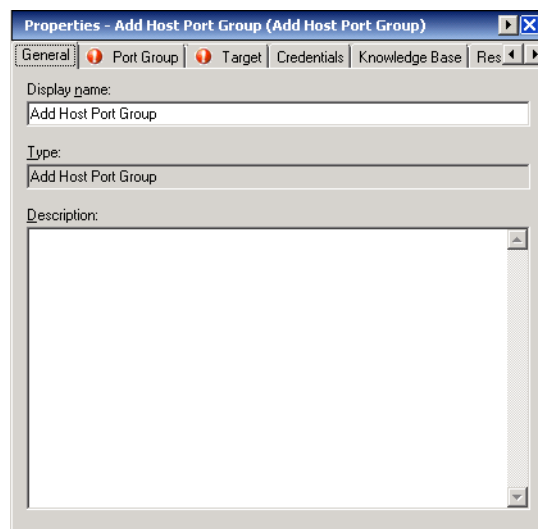 Properties - Add Host Port Group (Add Host Port Group)
General Port Group Target Credentials Knowledge Base Res
Display name:
Add Host Port Group
Type:
Add Host Port Group
Description: